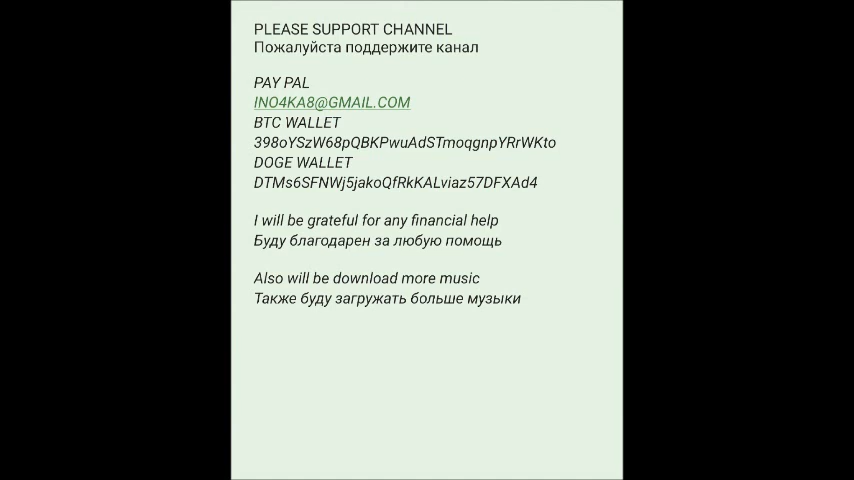 PLEASE SUPPORT CHANNEL
Пожалуйста поддержите канал
PAY PAL
INO4KA8@GMAIL.COM
BTC WALLET
398oYSzW68pQBKPwuAdSTmoqgnpYRrWKto
DOGE WALLET
DTMs6SFNWj5jakoQfRkKALviaz57DFXAd4
I will be grateful for any financial help
Буду благодарен за любую помощь
Also will be download more music
Также буду загружать больше музыки